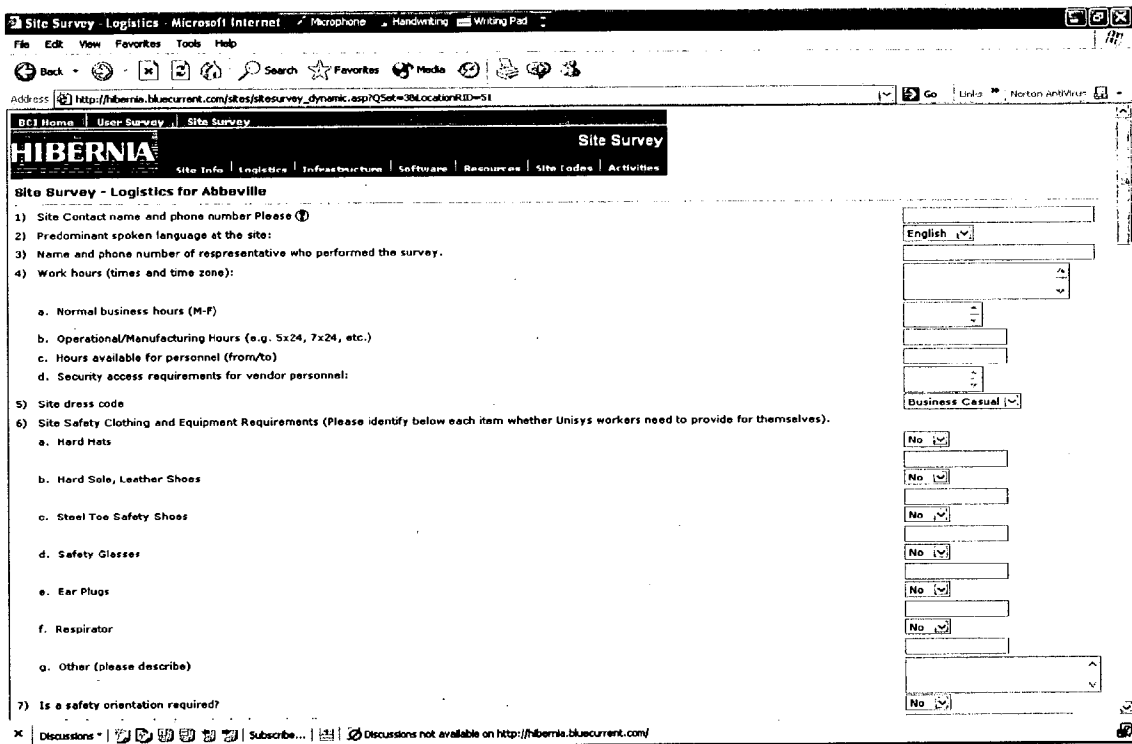 Site Survey - Logistics - Microsoft Internet Microphone Handwriting Writing Pad
File Edit View Favorites Tools Help
Back Search Favorites Media
Address http://hibernia.bluecurrent.com/sites/sitesurvey_dynamic.asp?QSet=38&LocationRID=51 Go Links » Norton AntiVirus
BCI Home User Survey Site Survey
HIBERNIA Site Survey
Site Info | Logistics | Infrastructure | Software | Resources | Site Codes | Activities
Site Survey - Logistics for Abbeville
1) Site Contact name and phone number Please
2) Predominant spoken language at the site: English
3) Name and phone number of respresentative who performed the survey.
4) Work hours (times and time zone):
a. Normal business hours (M-F)
b. Operational/Manufacturing Hours (e.g. 5x24, 7x24, etc.)
c. Hours available for personnel (from/to)
d. Security access requirements for vendor personnel:
5) Site dress code Business Casual
6) Site Safety Clothing and Equipment Requirements (Please identify below each item whether Unisys workers need to provide for themselves).
a. Hard Hats No
b. Hard Sole, Leather Shoes No
c. Steel Toe Safety Shoes No
d. Safety Glasses No
e. Ear Plugs No
f. Respirator No
g. Other (please describe)
7) Is a safety orientation required? No
Discussions | Subscribe... | Discussions not available on http://hibernia.bluecurrent.com/